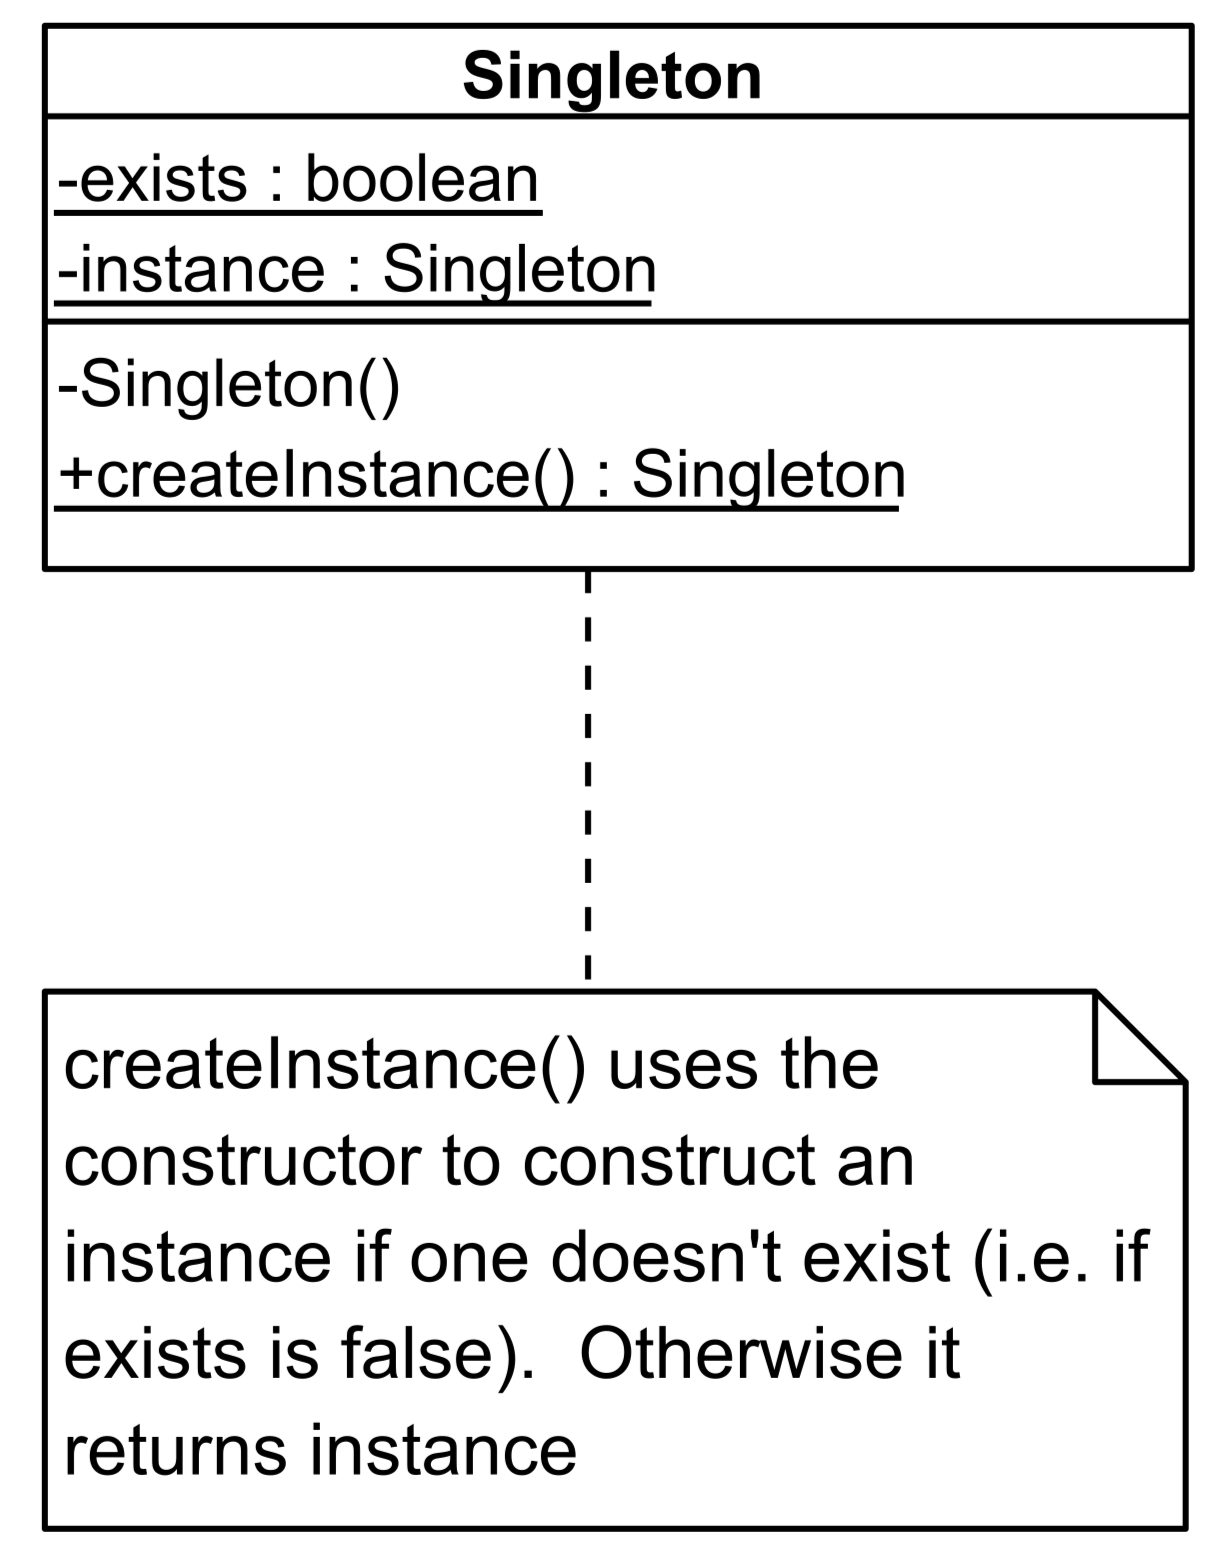 Singleton
-exists : boolean
-instance : Singleton
-Singleton()
+createInstance() : Singleton
createInstance() uses the
constructor to construct an
instance if one doesn't exist (i.e. if
exists is false).  Otherwise it
returns instance